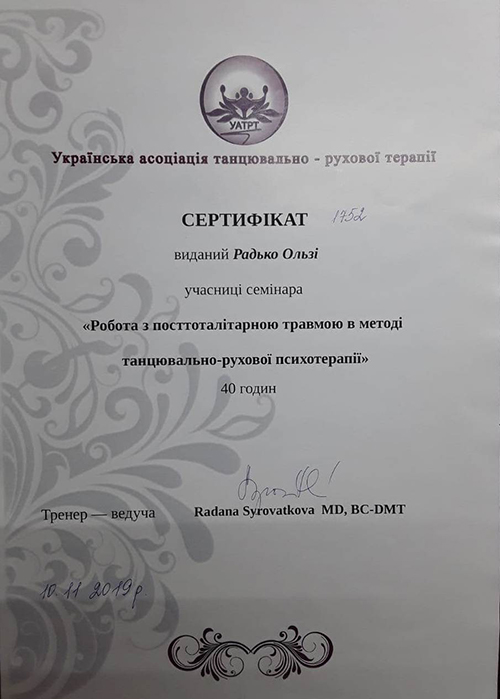 УАТРТ
Українська асоціація танцювально - рухової терапії
СЕРТИФІКАТ 1752
виданий Радько Ользі
учасниці семінара
«Робота з посттоталітарною травмою в методі
танцювально-рухової психотерапії»
40 годин
Тренер — ведуча Radana Syrovatkova MD, BC-DMT
10.11 2019р